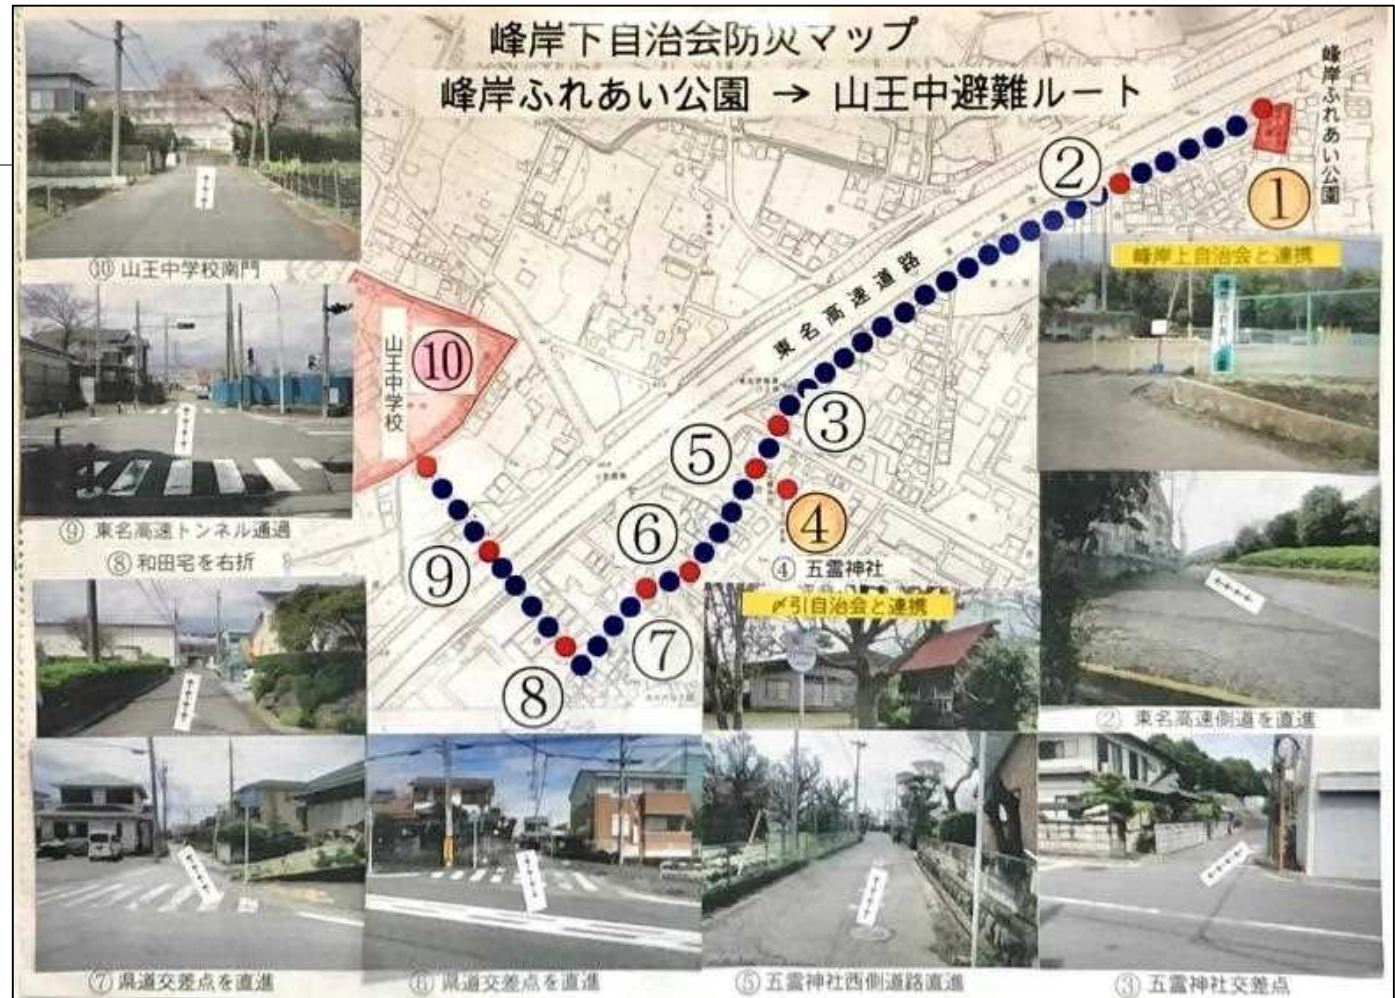 峰岸下自治会防災マップ
峰岸ふれあい公園 → 山王中避難ルート
峰岸ふれあい公園
①
②
峰岸上自治会と連携
東名高速道路
③
④
⑤
⑥
⑦
⑧
⑨
⑩
山王中学校
⑩ 山王中学校南門
⑨ 東名高速トンネル通過
⑧ 和田宅を右折
④ 五霊神社
〆引自治会と連携
② 東名高速側道を直進
⑦ 県道交差点を直進
⑥ 県道交差点を直進
⑤ 五霊神社西側道路直進
③ 五霊神社交差点